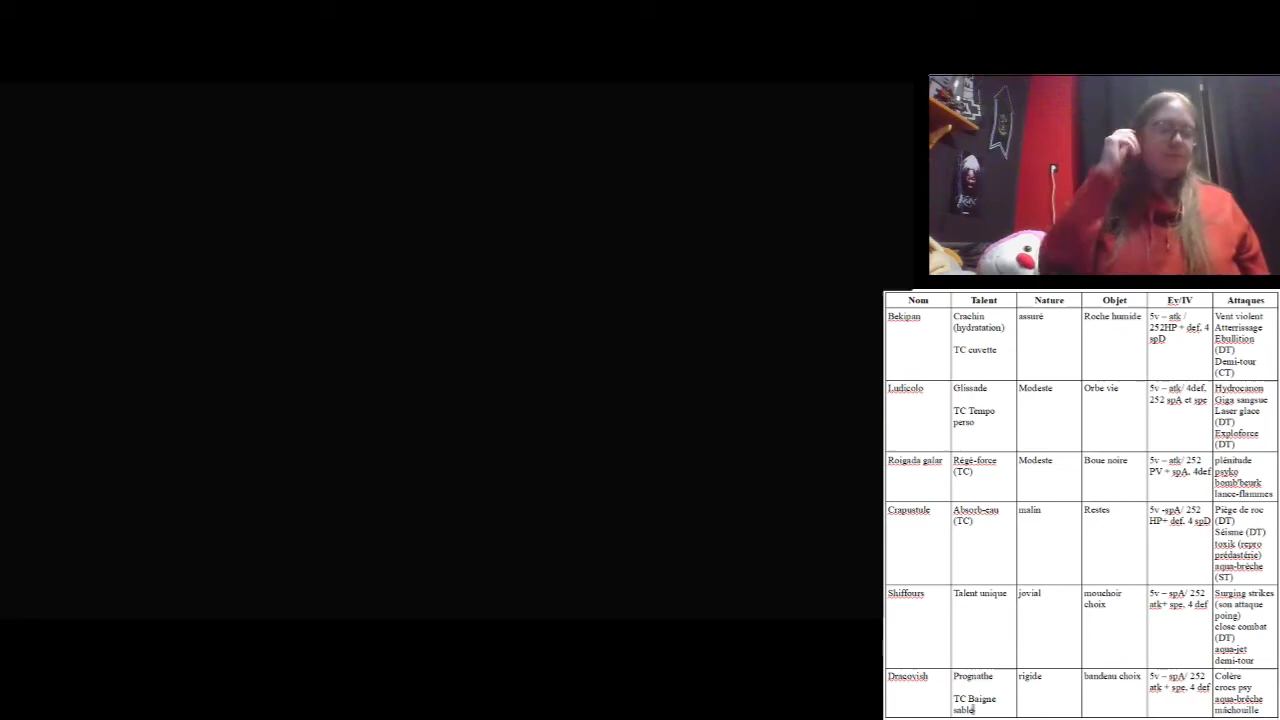 Nom Talent Nature Objet Ev/IV Attaques
Bekipan Crachin assuré Roche humide 5v – atk / Vent violent
(hydratation) 252HP + def, 4 Atterrissage
spD Ebullition
TC cuvette (DT)
Demi-tour
(CT)
Ludicolo Glissade Modeste Orbe vie 5v – atk/ 4def, Hydrocanon
252 spA et spe Giga sangsue
TC Tempo Laser glace
perso (DT)
Exploforce
(DT)
Roigada galar Régé-force Modeste Boue noire 5v – atk/ 252 plénitude
(TC) PV + spA, 4def psyko
bomb'beurk
lance-flammes
Crapustule Absorb-eau malin Restes 5v -spA/ 252 Piège de roc
(TC) HP+ def, 4 spD (DT)
Séisme (DT)
toxik (repro
prédastérie)
aqua-brèche
(ST)
Shiffours Talent unique jovial mouchoir 5v – spA/ 252 Surging strikes
choix atk+ spe, 4 def (son attaque
poing)
close combat
(DT)
aqua-jet
demi-tour
Dracovish Prognathe rigide bandeau choix 5v – spA/ 252 Colère
atk + spe, 4 def crocs psy
TC Baigne aqua-brèche
sable mâchouille